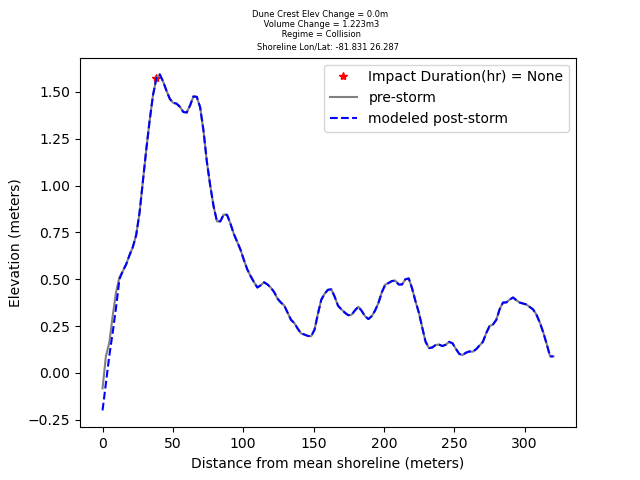 Dune Crest Elev Change = 0.0m
Volume Change = 1.223m3
Regime = Collision
Shoreline Lon/Lat: -81.831 26.287
Impact Duration(hr) = None
pre-storm
modeled post-storm
Elevation (meters)
1.50
1.25
1.00
0.75
0.50
0.25
0.00
−0.25
0 50 100 150 200 250 300
Distance from mean shoreline (meters)